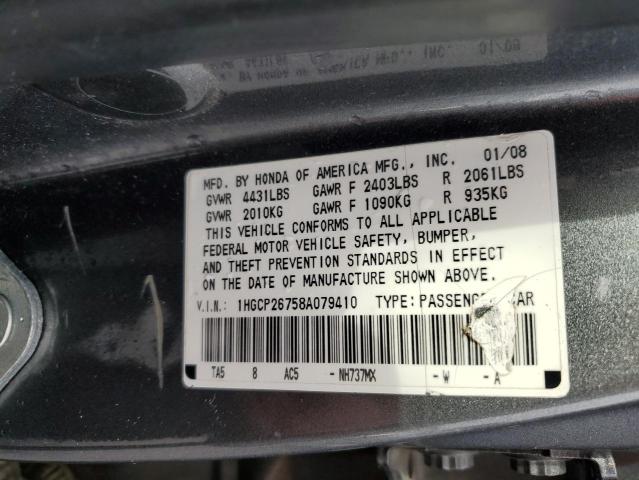 MFD. BY HONDA OF AMERICA MFG., INC. 01/08
GVWR 4431LBS GAWR F 2403LBS R 2061LBS
GVWR 2010KG GAWR F 1090KG R 935KG
THIS VEHICLE CONFORMS TO ALL APPLICABLE
FEDERAL MOTOR VEHICLE SAFETY, BUMPER,
AND THEFT PREVENTION STANDARDS IN EFFECT
ON THE DATE OF MANUFACTURE SHOWN ABOVE.
V.I.N.: 1HGCP26758A079410 TYPE: PASSENGER CAR
TA5 8 AC5 -NH737MX -W -A